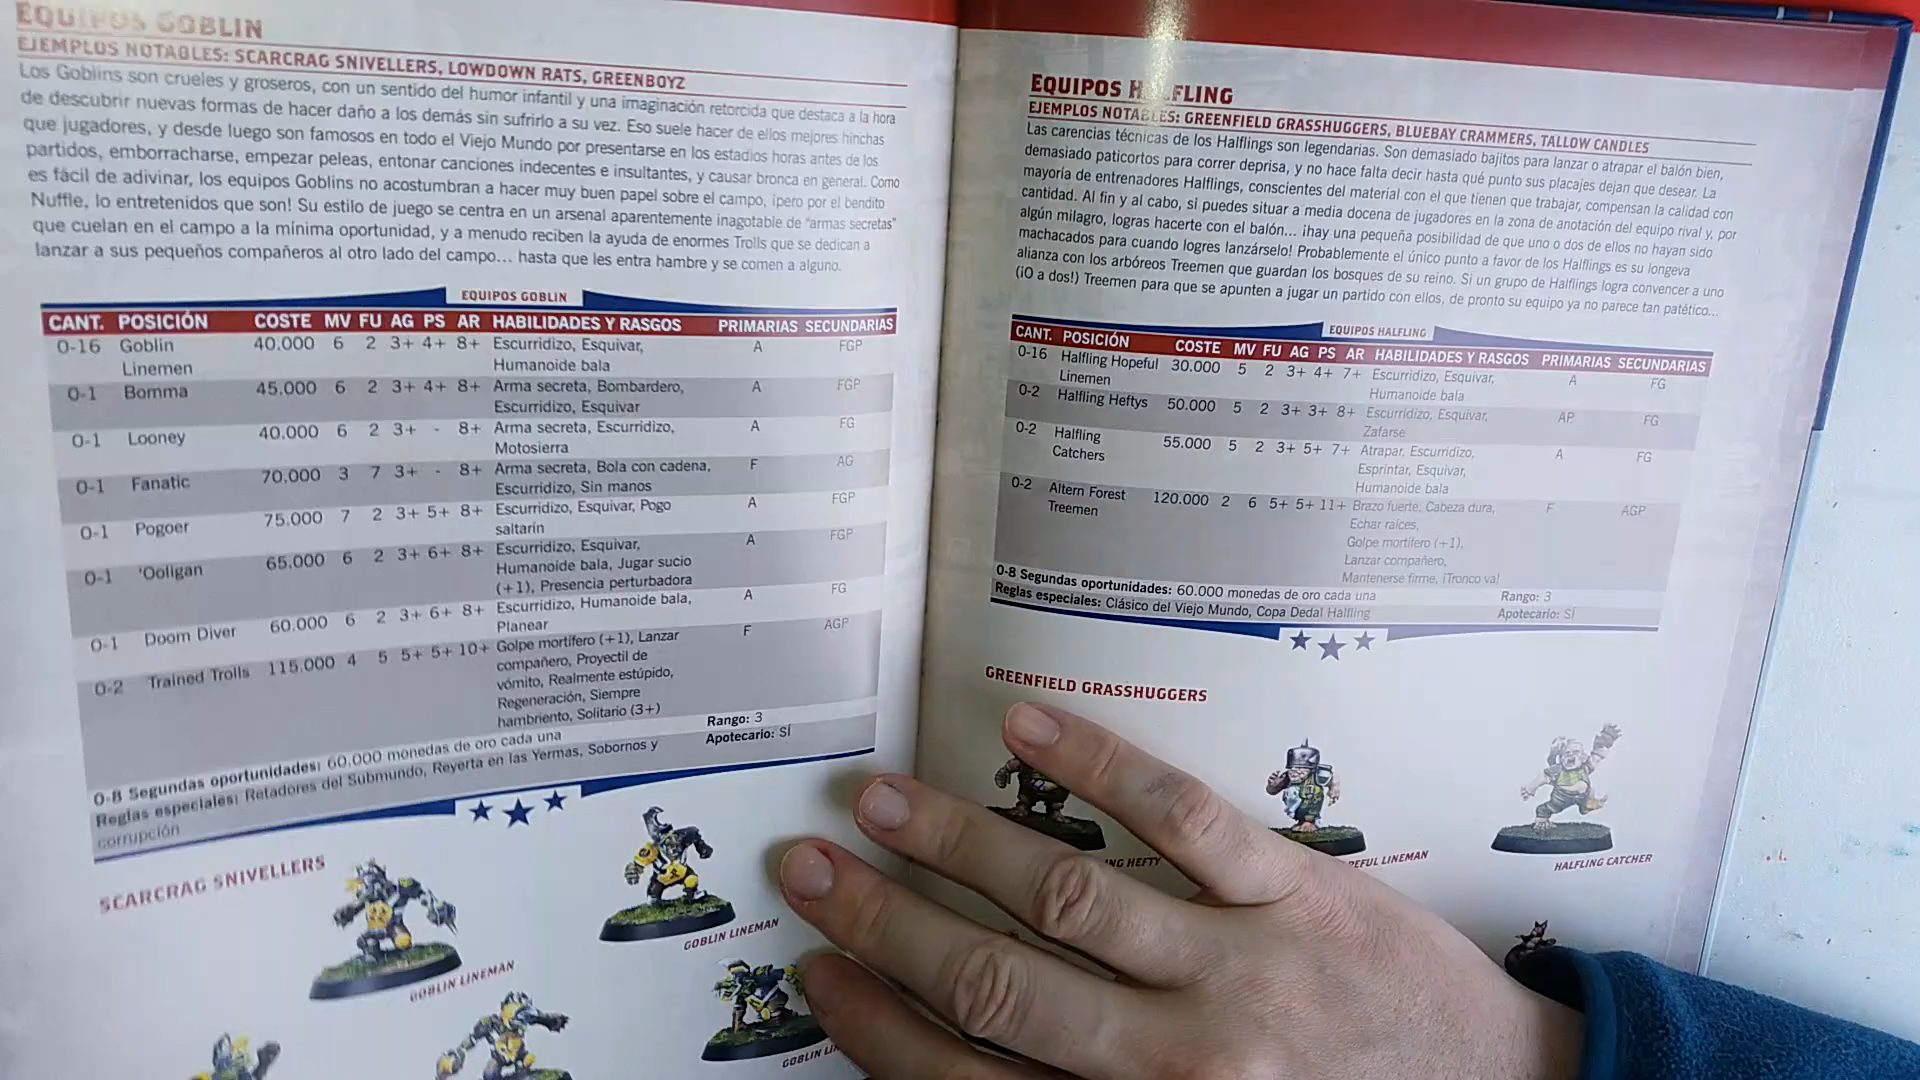 EQUIPOS GOBLIN
EJEMPLOS NOTABLES: SCARCRAG SNIVELLERS, LOWDOWN RATS, GREENBOYZ
Los Goblins son crueles y groseros, con un sentido del humor infantil y una imaginación retorcida que destaca a la hora
de descubrir nuevas formas de hacer daño a los demás sin sufrirlo a su vez. Eso suele hacer de ellos mejores hinchas
que jugadores, y desde luego son famosos en todo el Viejo Mundo por presentarse en los estadios horas antes de los
partidos, emborracharse, empezar peleas, entonar canciones indecentes e insultantes, y causar bronca en general. Como
es fácil de adivinar, los equipos Goblins no acostumbran a hacer muy buen papel sobre el campo, ¡pero por el bendito
Nuffle, lo entretenidos que son! Su estilo de juego se centra en un arsenal aparentemente inagotable de "armas secretas"
que cuelan en el campo a la mínima oportunidad, y a menudo reciben la ayuda de enormes Trolls que se dedican a
lanzar a sus pequeños compañeros al otro lado del campo... hasta que les entra hambre y se comen a alguno.
EQUIPOS GOBLIN
CANT. POSICIÓN COSTE MV FU AG PS AR HABILIDADES Y RASGOS PRIMARIAS SECUNDARIAS
0-16 Goblin 40.000 6 2 3+ 4+ 8+ Escurridizo, Esquivar, A FGP
Linemen Humanoide bala
0-1 Bomma 45.000 6 2 3+ 4+ 8+ Arma secreta, Bombardero, A FGP
Escurridizo, Esquivar
0-1 Looney 40.000 6 2 3+ - 8+ Arma secreta, Escurridizo, A FG
Motosierra
0-1 Fanatic 70.000 3 7 3+ - 8+ Arma secreta, Bola con cadena, F AG
Escurridizo, Sin manos
0-1 Pogoer 75.000 7 2 3+ 5+ 8+ Escurridizo, Esquivar, Pogo A FGP
saltarín
0-1 'Ooligan 65.000 6 2 3+ 6+ 8+ Escurridizo, Esquivar, A FGP
Humanoide bala, Jugar sucio
(+1), Presencia perturbadora
0-1 Doom Diver 60.000 6 2 3+ 6+ 8+ Escurridizo, Humanoide bala, A FG
Planear
0-2 Trained Trolls 115.000 4 5 5+ 5+ 10+ Golpe mortífero (+1), Lanzar F AGP
compañero, Proyectil de
vómito, Realmente estúpido,
Regeneración, Siempre
hambriento, Solitario (3+)
0-8 Segundas oportunidades: 60.000 monedas de oro cada una Rango: 3
Reglas especiales: Retadores del Submundo, Reyerta en las Yermas, Sobornos y Apotecario: SÍ
corrupción
SCARCRAG SNIVELLERS
GOBLIN LINEMAN
GOBLIN LINEMAN
GOBLIN
EQUIPOS H FLING
EJEMPLOS NOTABLES: GREENFIELD GRASSHUGGERS, BLUEBAY CRAMMERS, TALLOW CANDLES
Las carencias técnicas de los Halflings son legendarias. Son demasiado bajitos para lanzar o atrapar el balón bien,
demasiado paticortos para correr deprisa, y no hace falta decir hasta qué punto sus placajes dejan que desear. La
mayoría de entrenadores Halflings, conscientes del material con el que tienen que trabajar, compensan la calidad con
cantidad. Al fin y al cabo, si puedes situar a media docena de jugadores en la zona de anotación del equipo rival y, por
algún milagro, logras hacerte con el balón... ¡hay una pequeña posibilidad de que uno o dos de ellos no hayan sido
machacados para cuando logres lanzárselo! Probablemente el único punto a favor de los Halflings es su longeva
alianza con los arbóreos Treemen que guardan los bosques de su reino. Si un grupo de Halflings logra convencer a uno
(¡O a dos!) Treemen para que se apunten a jugar un partido con ellos, de pronto su equipo ya no parece tan patético...
EQUIPOS HALFLING
CANT. POSICIÓN COSTE MV FU AG PS AR HABILIDADES Y RASGOS PRIMARIAS SECUNDARIAS
0-16 Halfling Hopeful 30.000 5 2 3+ 4+ 7+ Escurridizo, Esquivar, A FG
Linemen Humanoide bala
0-2 Halfling Heftys 50.000 5 2 3+ 3+ 8+ Escurridizo, Esquivar, AP FG
Zafarse
0-2 Halfling 55.000 5 2 3+ 5+ 7+ Atrapar, Escurridizo, A FG
Catchers Esprintar, Esquivar,
Humanoide bala
0-2 Altern Forest 120.000 2 6 5+ 5+ 11+ Brazo fuerte, Cabeza dura, F AGP
Treemen Echar raíces,
Golpe mortífero (+1),
Lanzar compañero,
Mantenerse firme, ¡Tronco va!
0-8 Segundas oportunidades: 60.000 monedas de oro cada una Rango: 3
Reglas especiales: Clásico del Viejo Mundo, Copa Dedal Halfling Apotecario: SÍ
GREENFIELD GRASSHUGGERS
NG HEFTY
PEFUL LINEMAN
HALFLING CATCHER